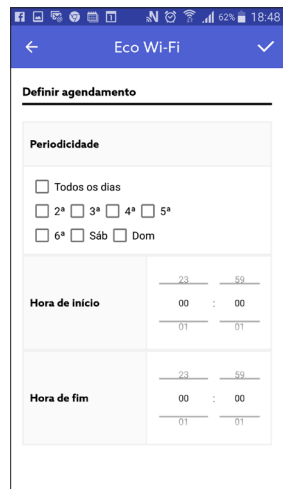 62% 18:48
Eco Wi-Fi
Definir agendamento
Periodicidade
Todos os dias
2ª 3ª 4ª 5ª
6ª Sáb Dom
23 59
Hora de início 00 : 00
01 01
23 59
Hora de fim 00 : 00
01 01